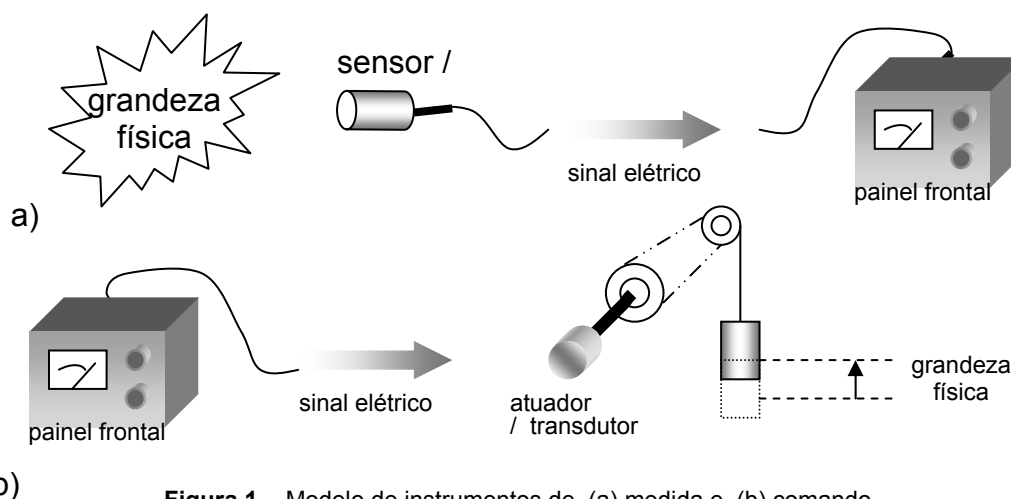 grandeza
física
sensor /
sinal elétrico
painel frontal
a)
painel frontal
sinal elétrico
atuador
/ transdutor
grandeza
física
b)
Figura 1 – Modelo de instrumentos de (a) medida e (b) comando